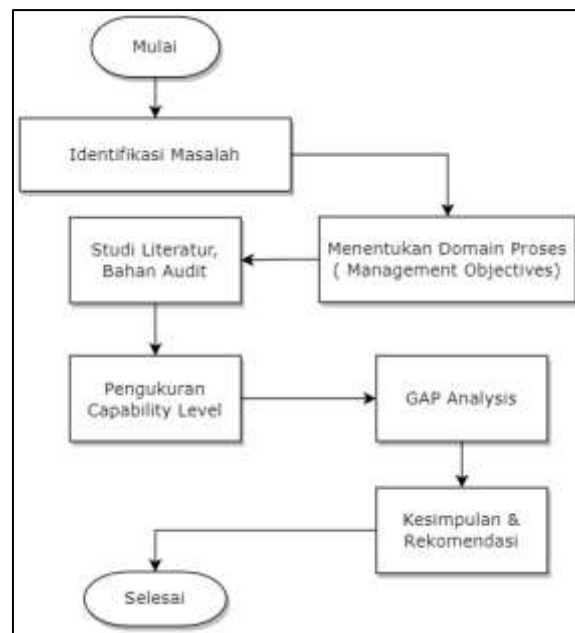 Mulai
Identifikasi Masalah
Menentukan Domain Proses
( Management Objectives)
Studi Literatur,
Bahan Audit
Pengukuran
Capability Level
GAP Analysis
Kesimpulan &
Rekomendasi
Selesai